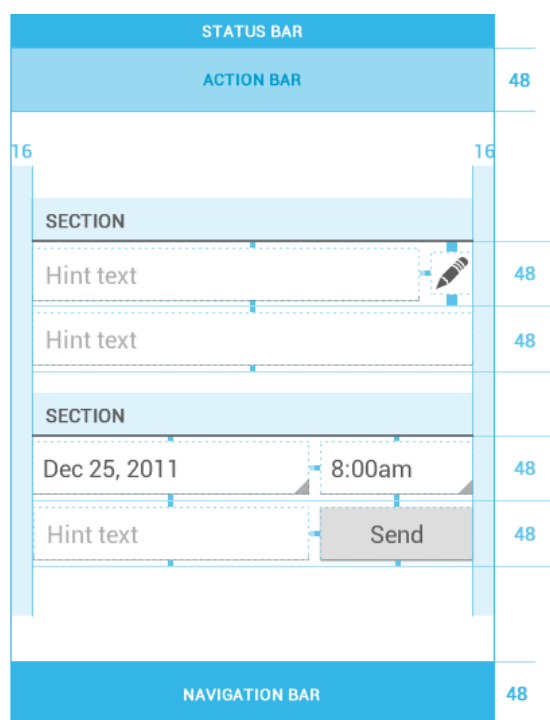 STATUS BAR
ACTION BAR 48
16 16
SECTION
Hint text 48
Hint text 48
SECTION
Dec 25, 2011 8:00am 48
Hint text Send 48
NAVIGATION BAR 48